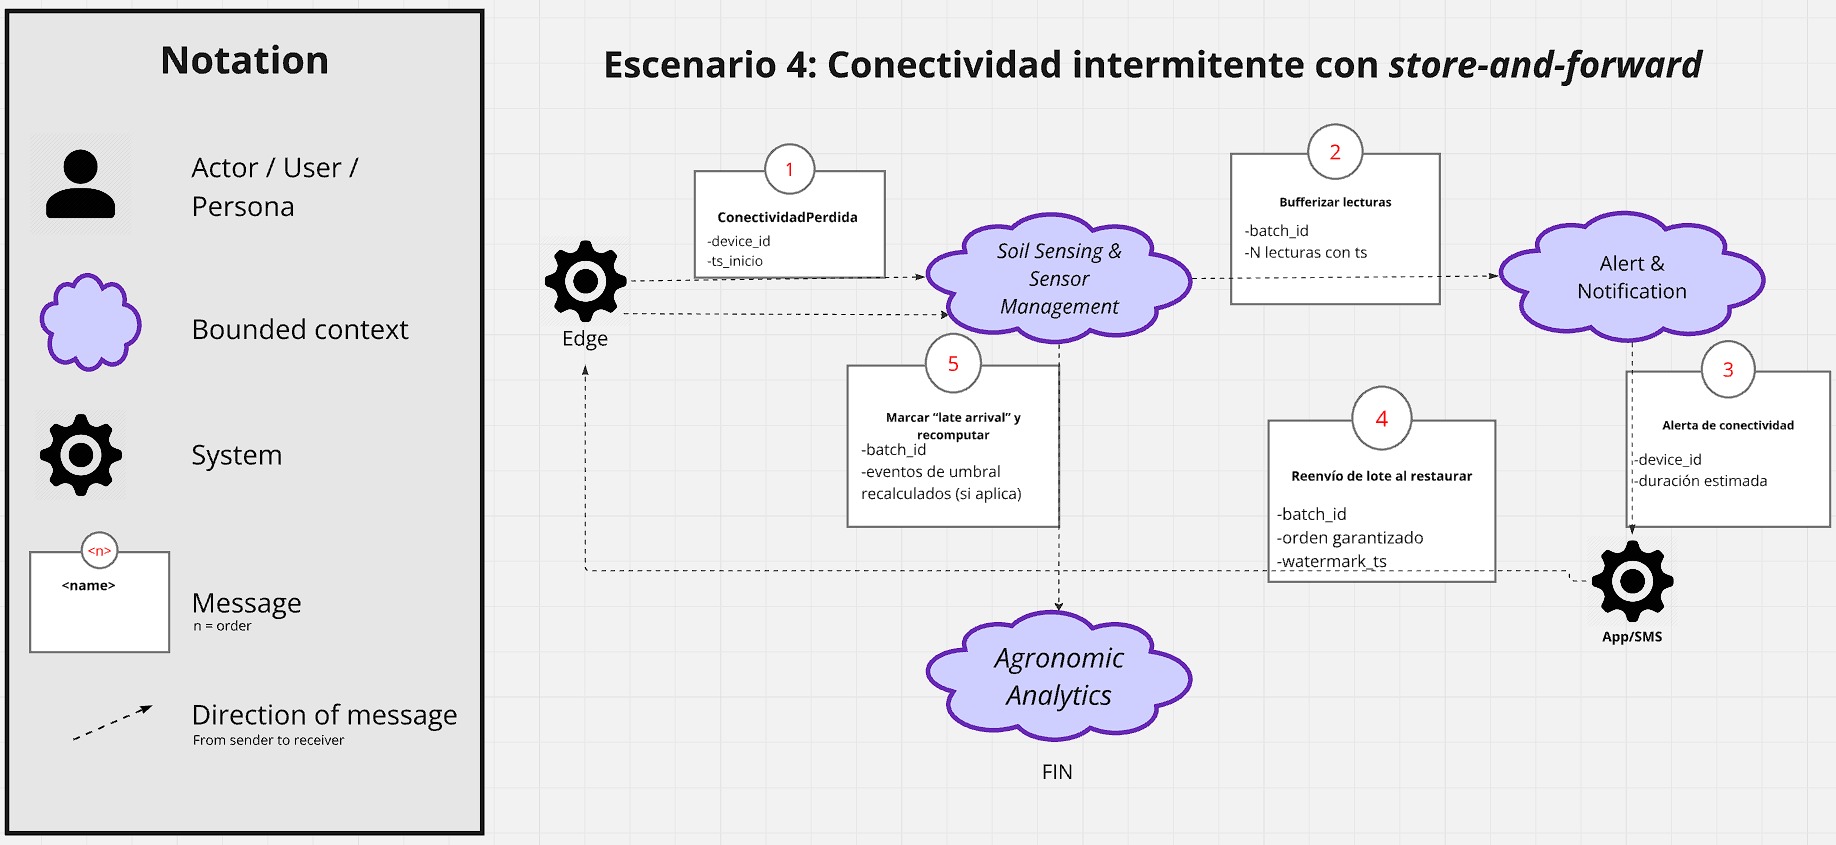 Notation
Actor / User /
Persona
Bounded context
System
<n>
<name>
Message
n = order
Direction of message
From sender to receiver
Escenario 4: Conectividad intermitente con store-and-forward
1
ConectividadPerdida
-device_id
-ts_inicio
2
Bufferizar lecturas
-batch_id
-N lecturas con ts
Edge
Soil Sensing &
Sensor
Management
Alert &
Notification
5
Marcar “late arrival” y
recomputar
-batch_id
-eventos de umbral
recalculados (si aplica)
4
Reenvío de lote al restaurar
-batch_id
-orden garantizado
-watermark_ts
3
Alerta de conectividad
-device_id
-duración estimada
App/SMS
Agronomic
Analytics
FIN